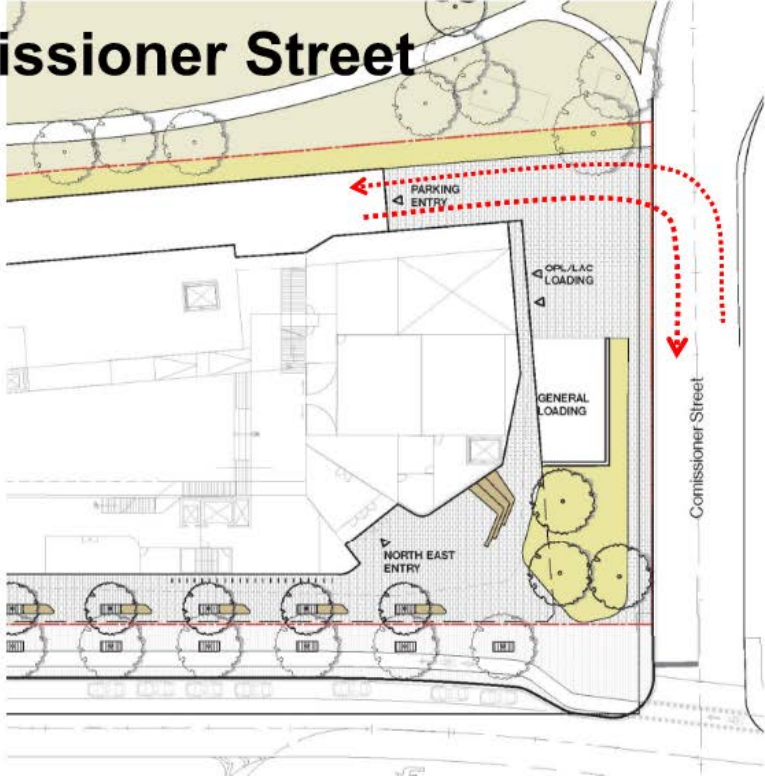 issioner Street
PARKING
ENTRY
OPL/LAC
LOADING
GENERAL
LOADING
Comissioner Street
NORTH EAST
ENTRY